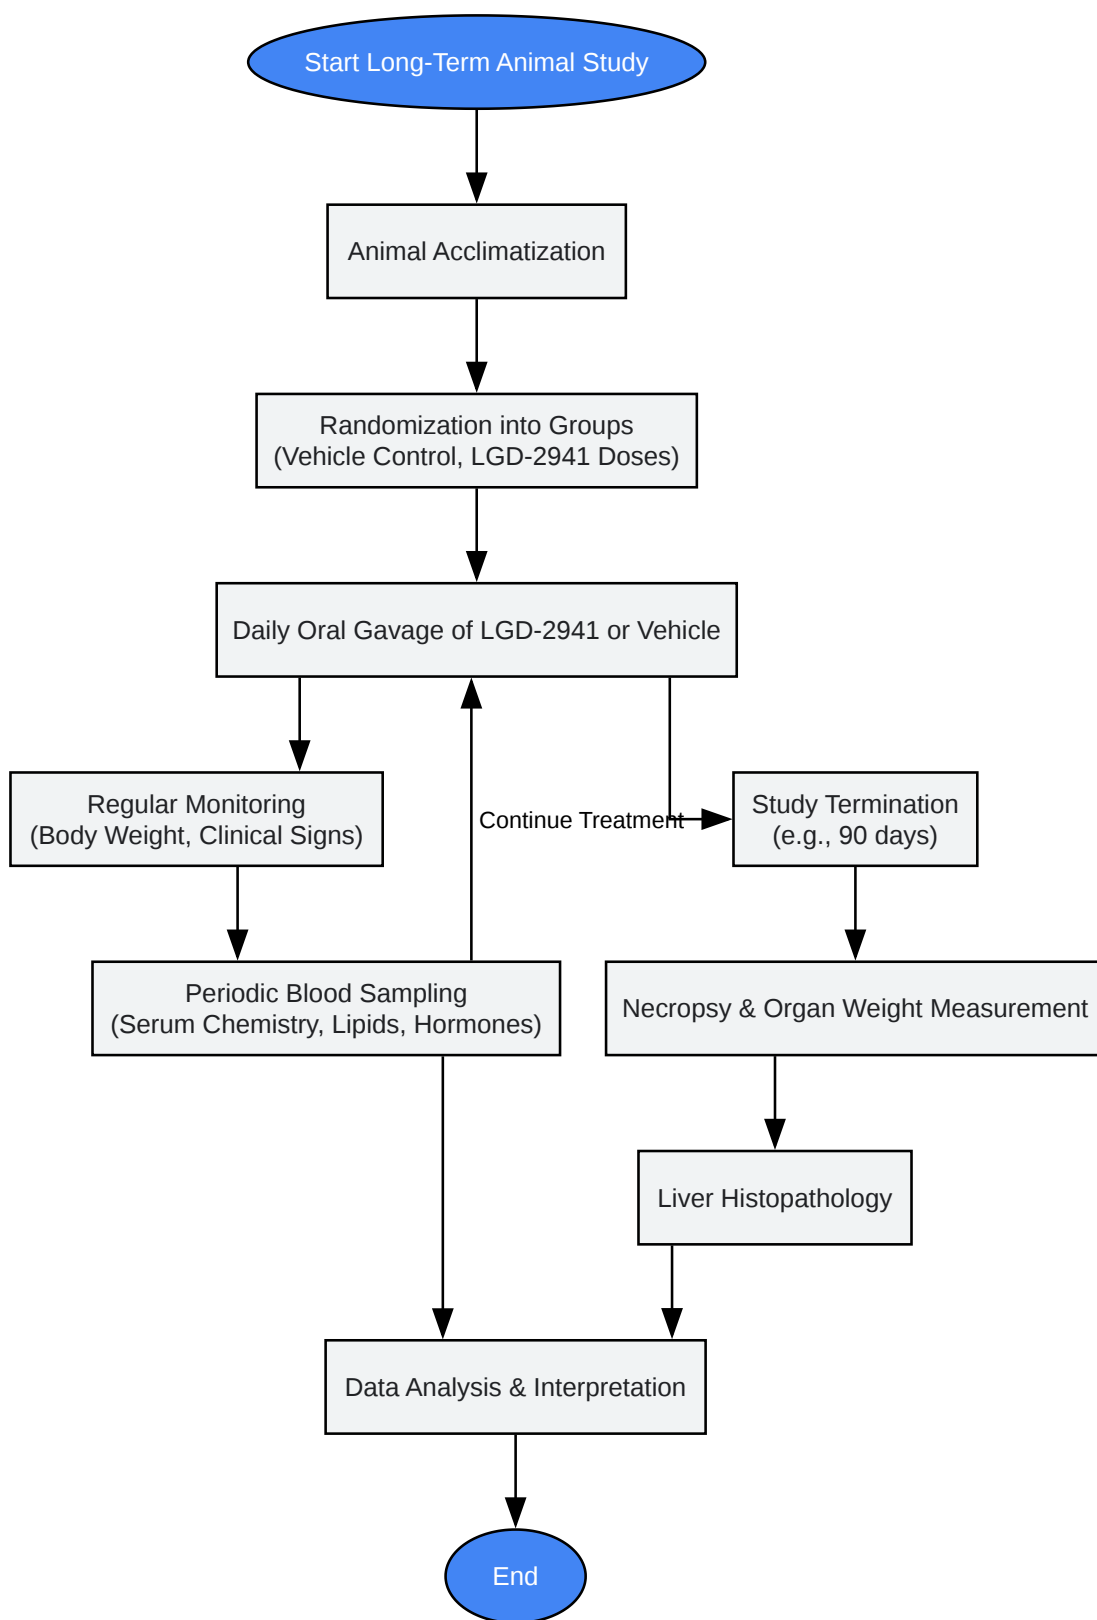 Start Long-Term Animal Study
Animal Acclimatization
Randomization into Groups
(Vehicle Control, LGD-2941 Doses)
Daily Oral Gavage of LGD-2941 or Vehicle
Regular Monitoring
(Body Weight, Clinical Signs)
Continue Treatment
Study Termination
(e.g., 90 days)
Periodic Blood Sampling
(Serum Chemistry, Lipids, Hormones)
Necropsy & Organ Weight Measurement
Liver Histopathology
Data Analysis & Interpretation
End